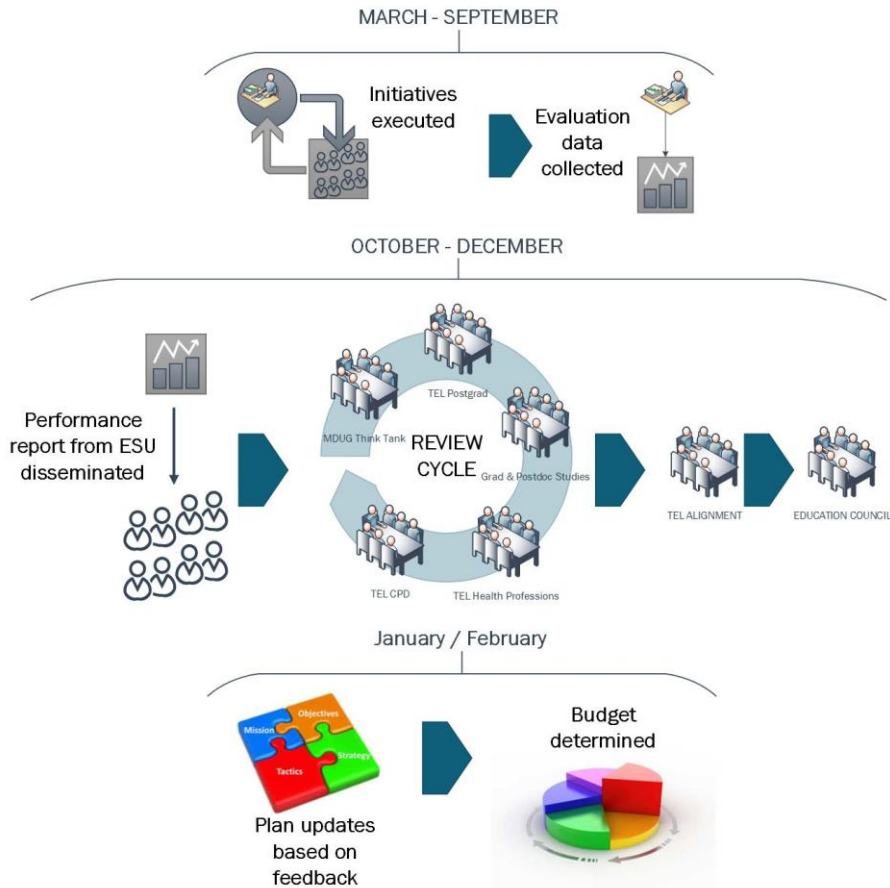 MARCH - SEPTEMBER
Initiatives
executed
Evaluation
data
collected
OCTOBER - DECEMBER
Performance
report from ESU
disseminated
TEL Postgrad
MDUG Think Tank
REVIEW
CYCLE
Grad & Postdoc Studies
TEL CPD
TEL Health Professions
TEL ALIGNMENT
EDUCATION COUNCIL
January / February
Mission
Objectives
Tactics
Strategy
Plan updates
based on
feedback
Budget
determined